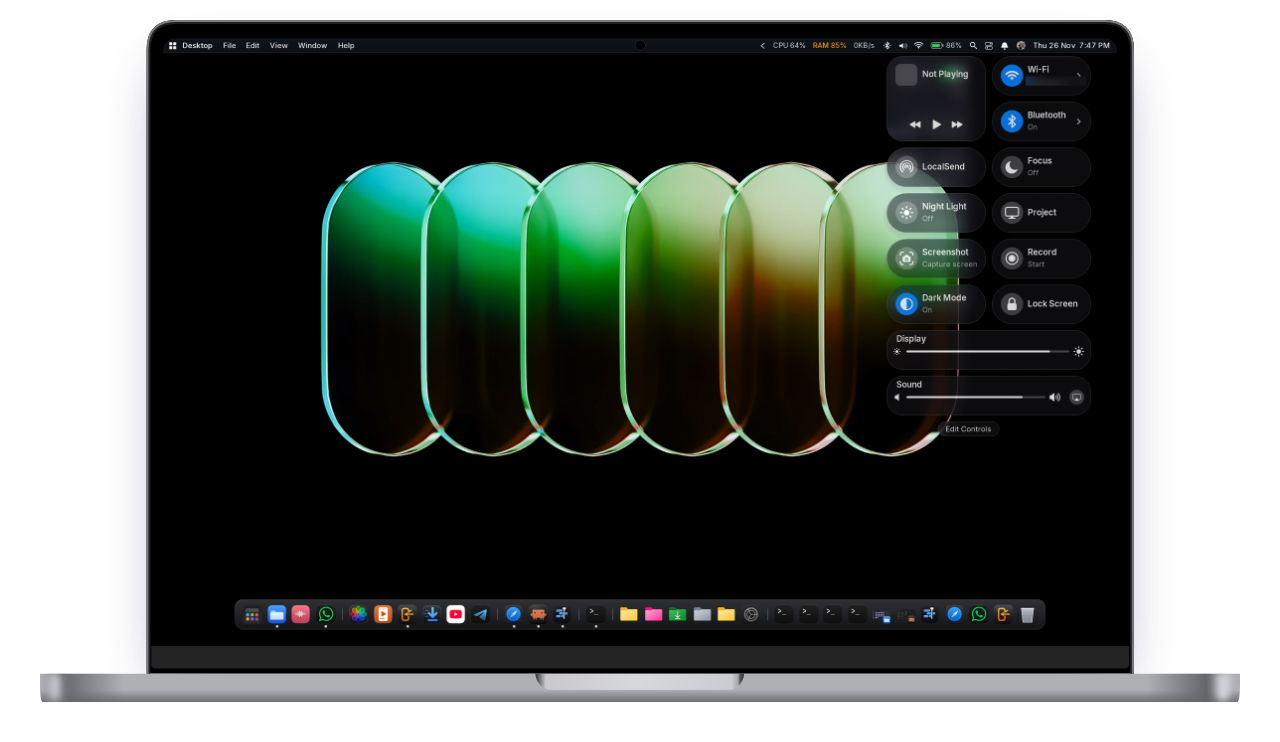 Desktop File Edit View Window Help
CPU 64% RAM 85% 0KB/s 86% Thu 26 Nov 7:47 PM
Not Playing
Wi-Fi
Bluetooth
On
LocalSend
Focus
Off
Night Light
Off
Project
Screenshot
Capture screen
Record
Start
Dark Mode
On
Lock Screen
Display
Sound
Edit Controls